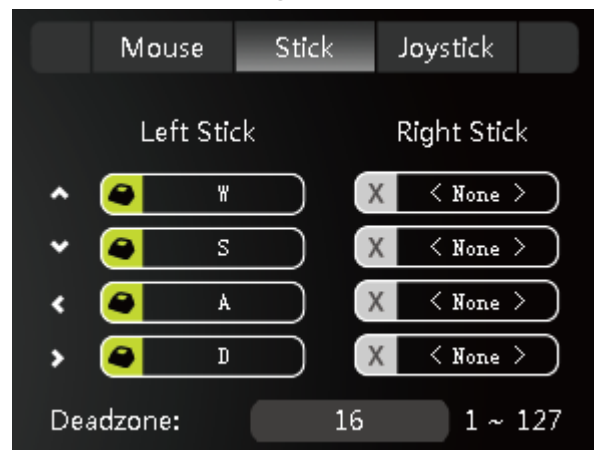 Mouse Stick Joystick
Left Stick Right Stick
W X < None >
S X < None >
A X < None >
D X < None >
Deadzone: 16 1 ~ 127